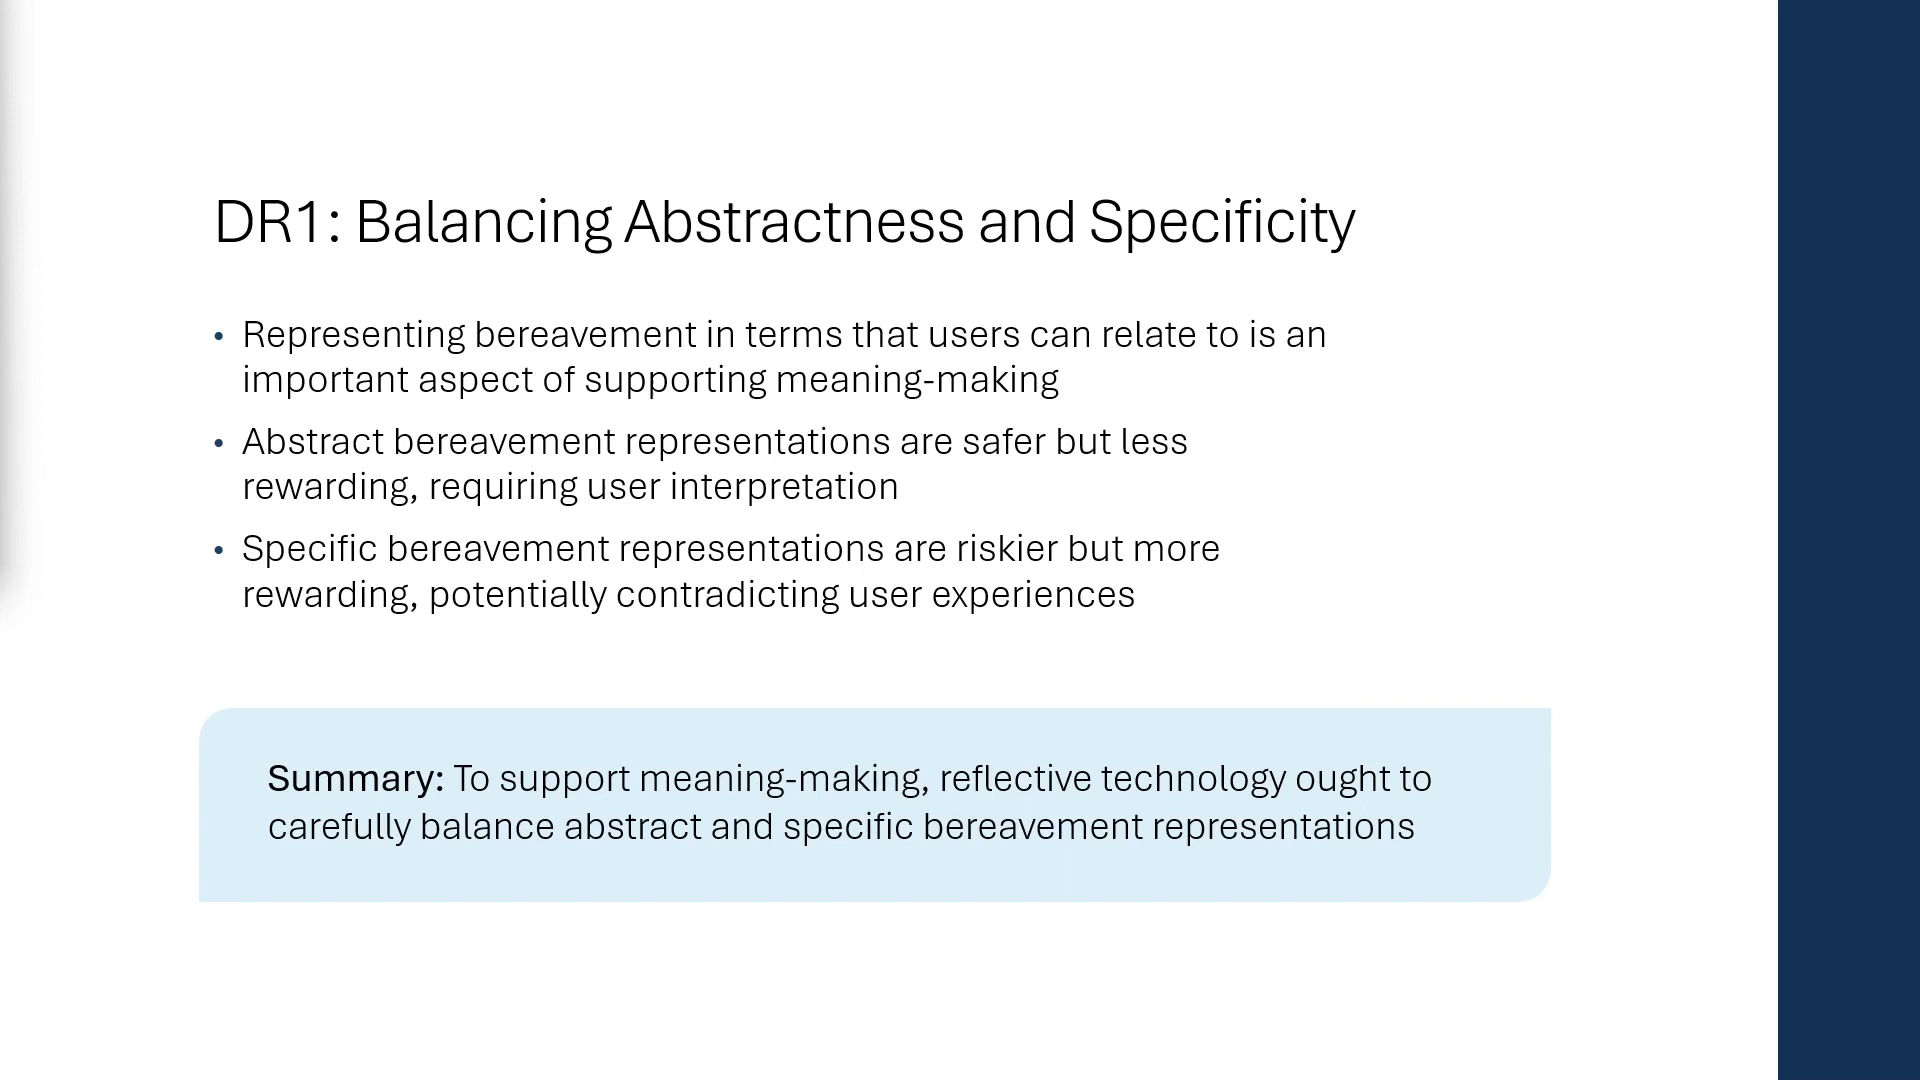 DR1: Balancing Abstractness and Specificity
• Representing bereavement in terms that users can relate to is an
important aspect of supporting meaning-making
• Abstract bereavement representations are safer but less
rewarding, requiring user interpretation
• Specific bereavement representations are riskier but more
rewarding, potentially contradicting user experiences
Summary: To support meaning-making, reflective technology ought to
carefully balance abstract and specific bereavement representations